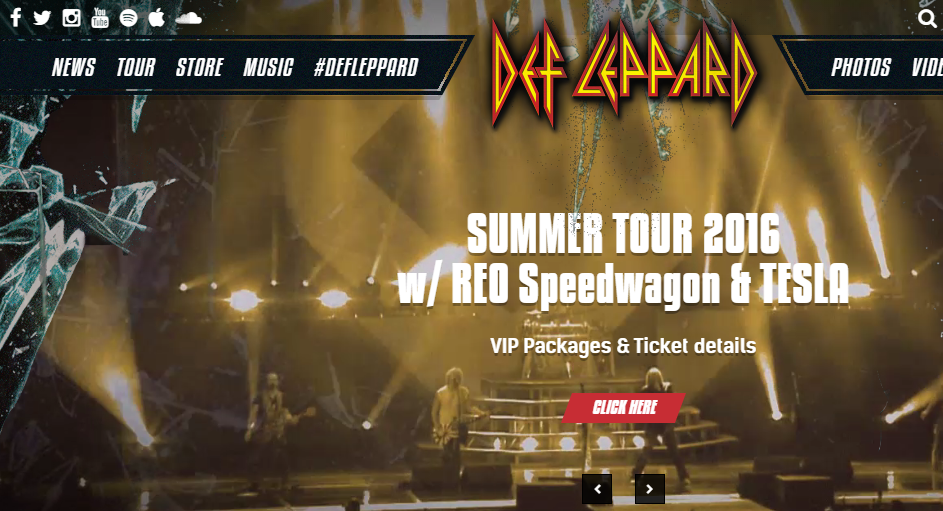 You
Tube
NEWS TOUR STORE MUSIC #DEFLEPPARD
DEF LEPPARD
PHOTOS VID
SUMMER TOUR 2016
w/ REO Speedwagon & TESLA
VIP Packages & Ticket details
CLICK HERE